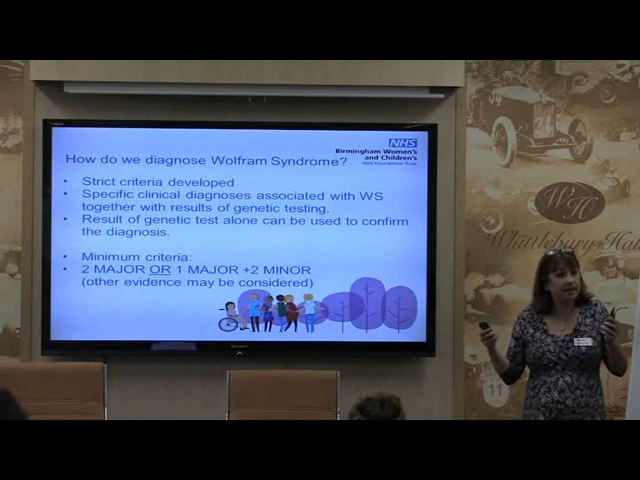 NHS
Birmingham Women's
and Children's
NHS Foundation Trust
How do we diagnose Wolfram Syndrome?
• Strict criteria developed
• Specific clinical diagnoses associated with WS
together with results of genetic testing.
• Result of genetic test alone can be used to confirm
the diagnosis.
• Minimum criteria:
• 2 MAJOR OR 1 MAJOR +2 MINOR
(other evidence may be considered)
WH
Whittlebury Hall
11